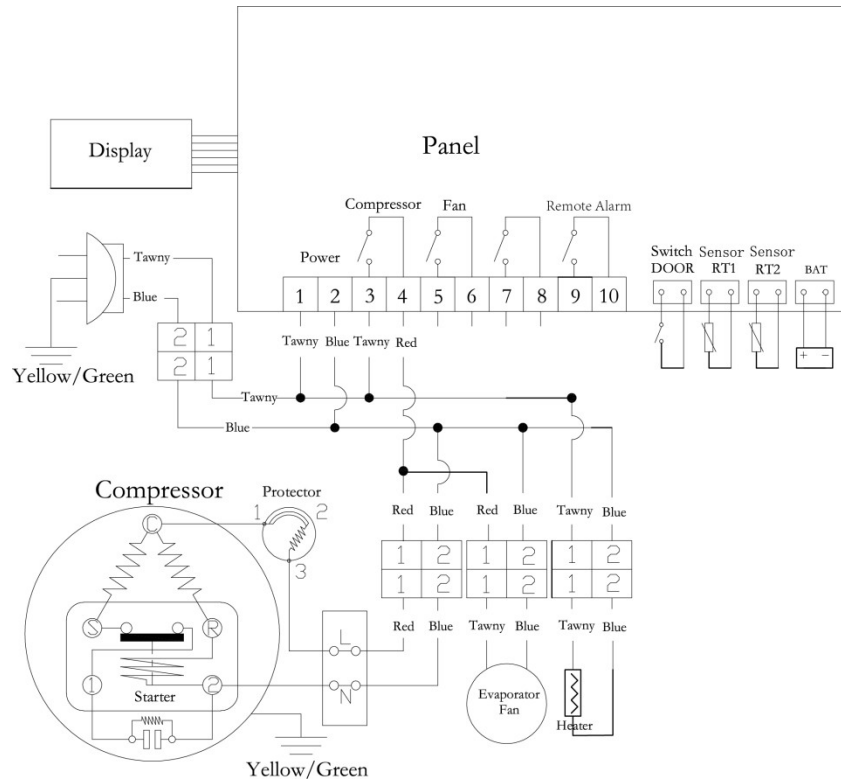 Display
Panel
Compressor
Fan
Remote Alarm
Power
Switch
DOOR
Sensor
RT1
Sensor
RT2
BAT
1 2 3 4 5 6 7 8 9 10
+ -
Tawny
Blue
Yellow/Green
2 1
2 1
Tawny Blue Tawny Red
Tawny
Blue
Compressor
Protector
1 2
3
C
S R
1 2
Starter
L
N
Yellow/Green
Red Blue Red Blue Tawny Blue
1 2 1 2 1 2
1 2 1 2 1 2
Red Blue Tawny Blue Tawny Blue
Evaporator
Fan
Heater